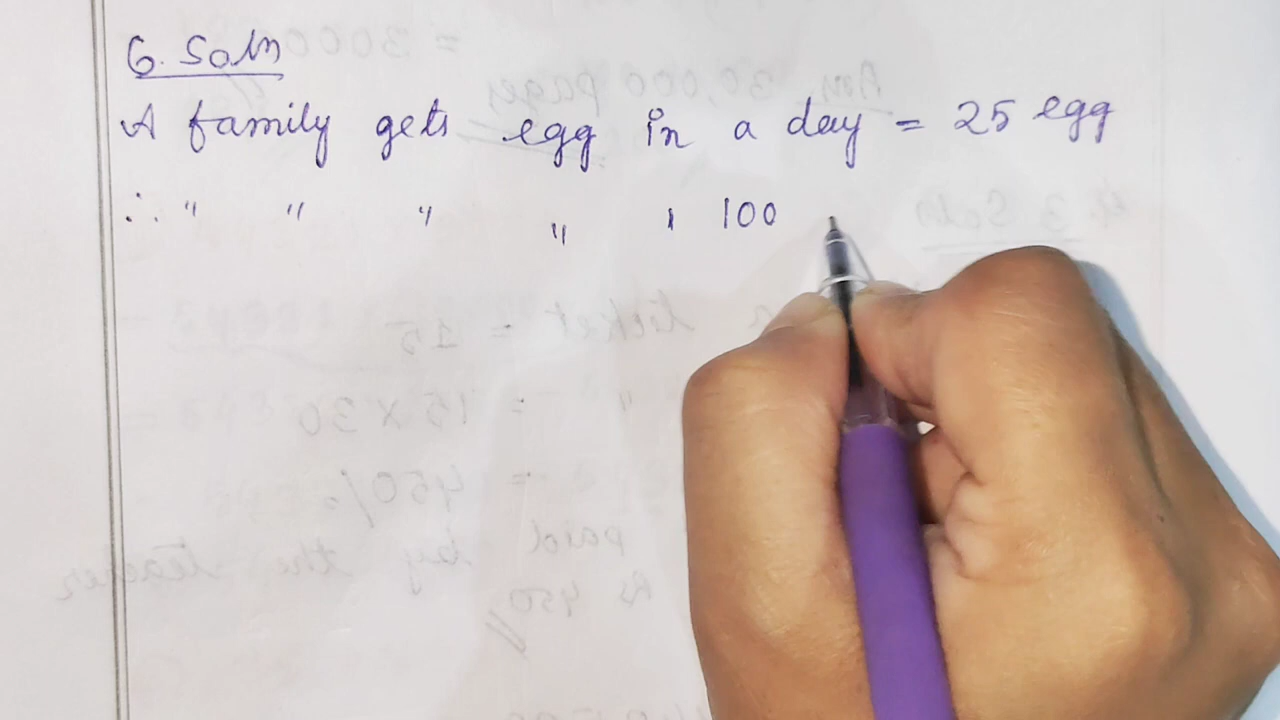 6. Soln
A family gets egg in a day = 25 egg
∴ " " " " ' 100